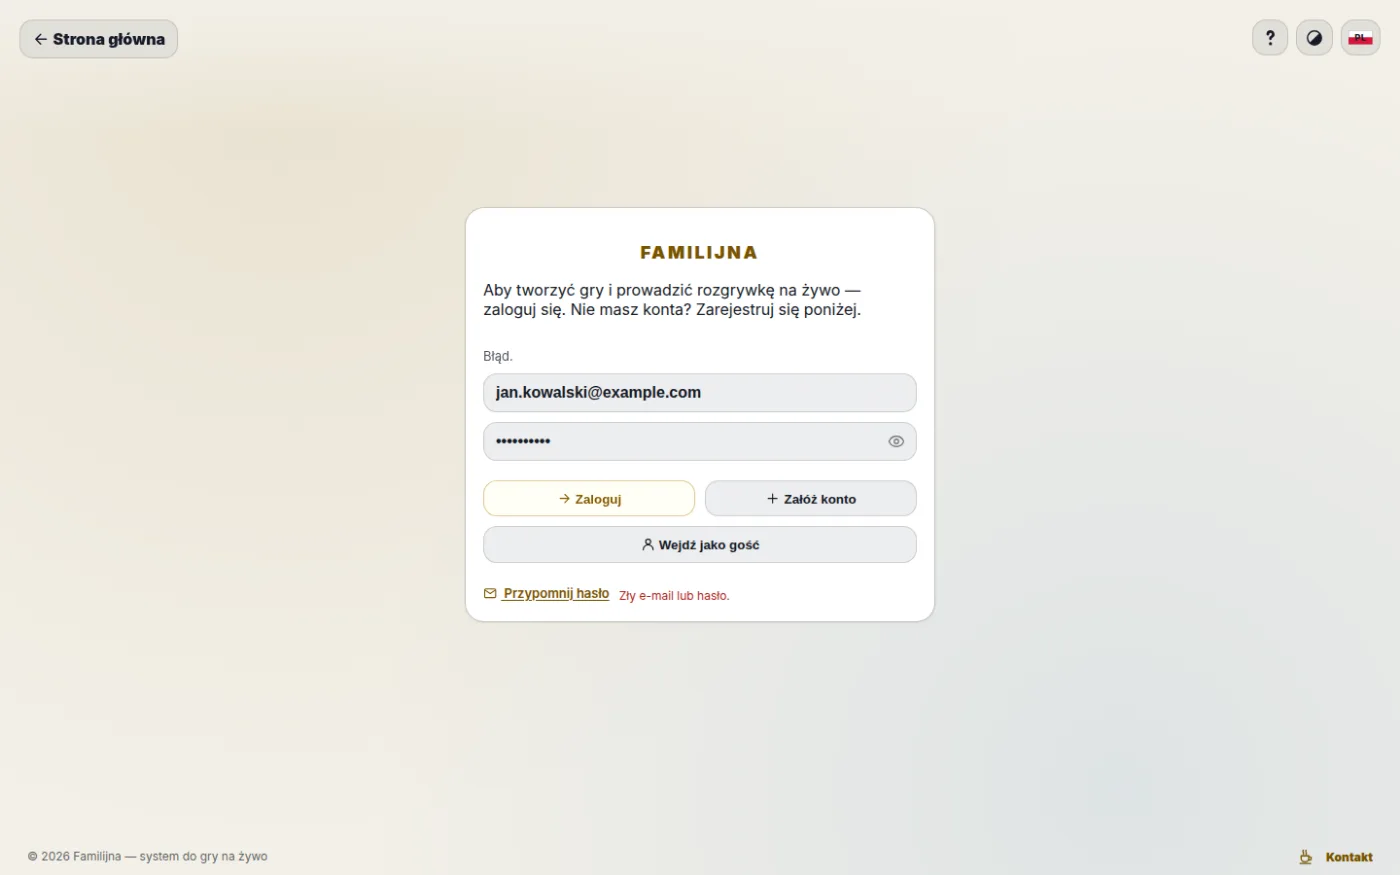 ← Strona główna
?
PL
FAMILIJNA
Aby tworzyć gry i prowadzić rozgrywkę na żywo —
zaloguj się. Nie masz konta? Zarejestruj się poniżej.
Błąd.
jan.kowalski@example.com
••••••••••
→ Zaloguj
+ Załóż konto
Wejdź jako gość
Przypomnij hasło
Zły e-mail lub hasło.
© 2026 Familijna — system do gry na żywo
Kontakt